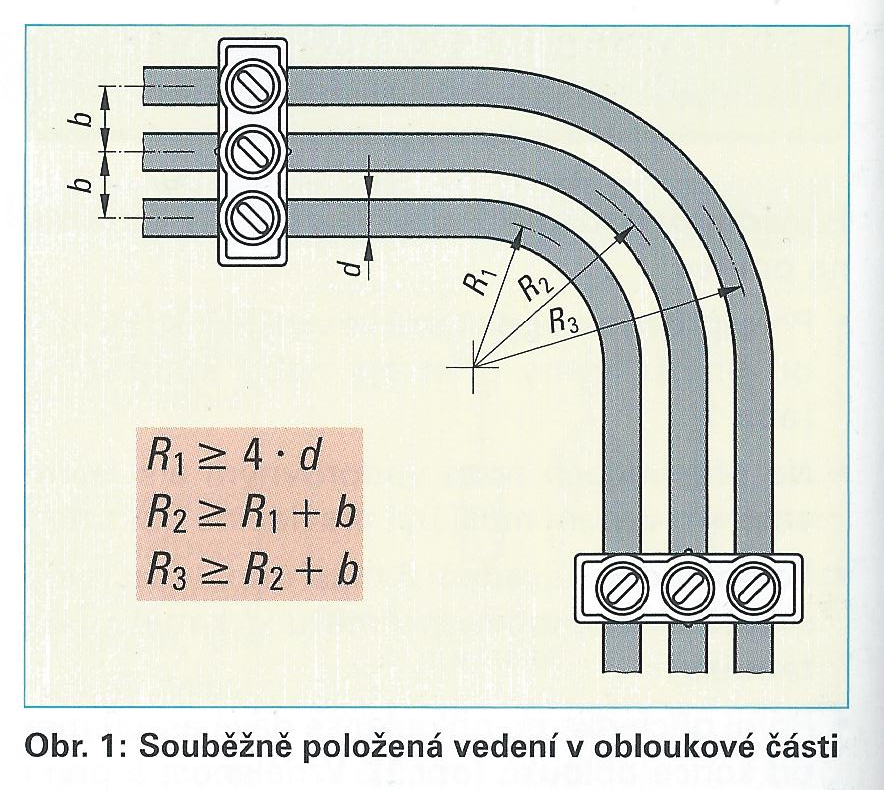 b
b
d
R1
R2
R3
R1 ≥ 4 · d
R2 ≥ R1 + b
R3 ≥ R2 + b
Obr. 1: Souběžně položená vedení v obloukové části